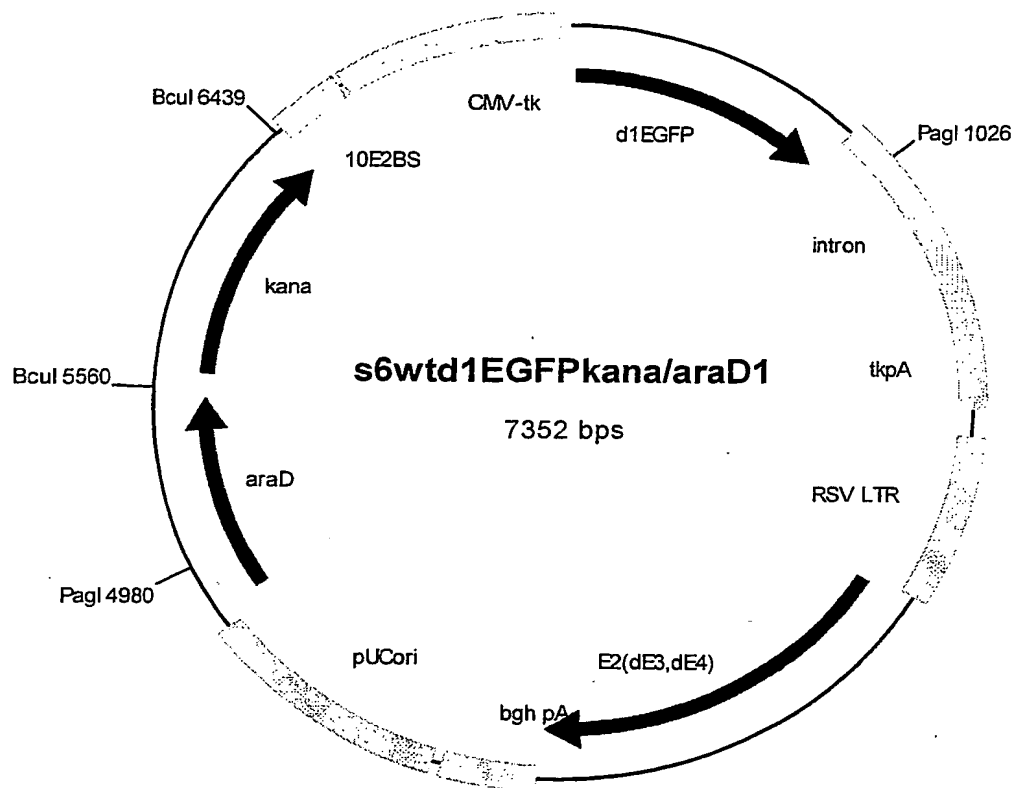 CMV-tk
d1EGFP
BcuI 6439
PagI 1026
10E2BS
intron
kana
s6wtd1EGFPkana/araD1
tkpA
BcuI 5560
7352 bps
araD
RSV LTR
PagI 4980
pUCori
E2(dE3,dE4)
bgh pA